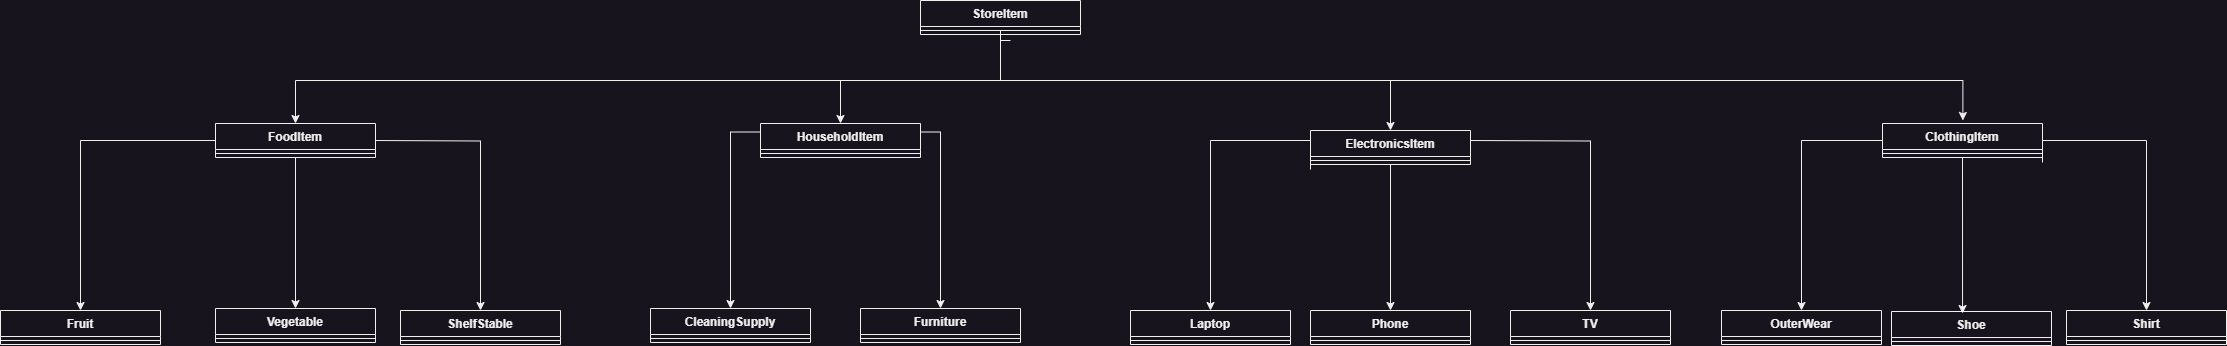 StoreItem
FoodItem
HouseholdItem
ElectronicsItem
ClothingItem
Fruit
Vegetable
ShelfStable
CleaningSupply
Furniture
Laptop
Phone
TV
OuterWear
Shoe
Shirt